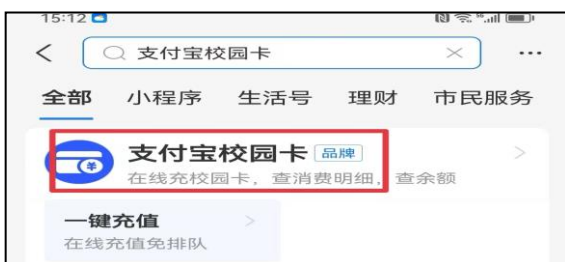 15:12
支付宝校园卡
全部 小程序 生活号 理财 市民服务
支付宝校园卡 品牌
在线充校园卡，查消费明细，查余额
一键充值
在线充值免排队